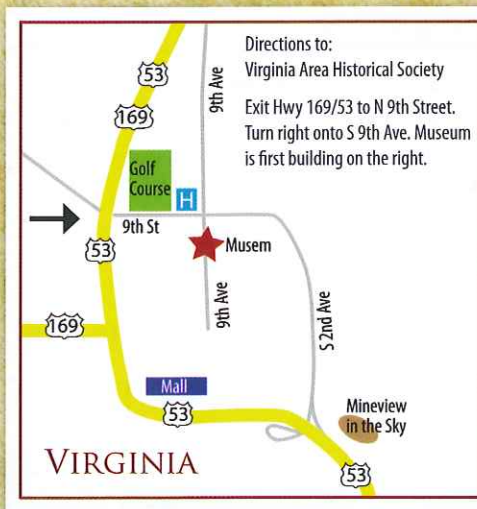 Directions to:
Virginia Area Historical Society
Exit Hwy 169/53 to N 9th Street.
Turn right onto S 9th Ave. Museum
is first building on the right.
53
169
9th Ave
Golf
Course
H
9th St
53
Musem
9th Ave
S 2nd Ave
169
Mall
53
Mineview
in the Sky
53
VIRGINIA